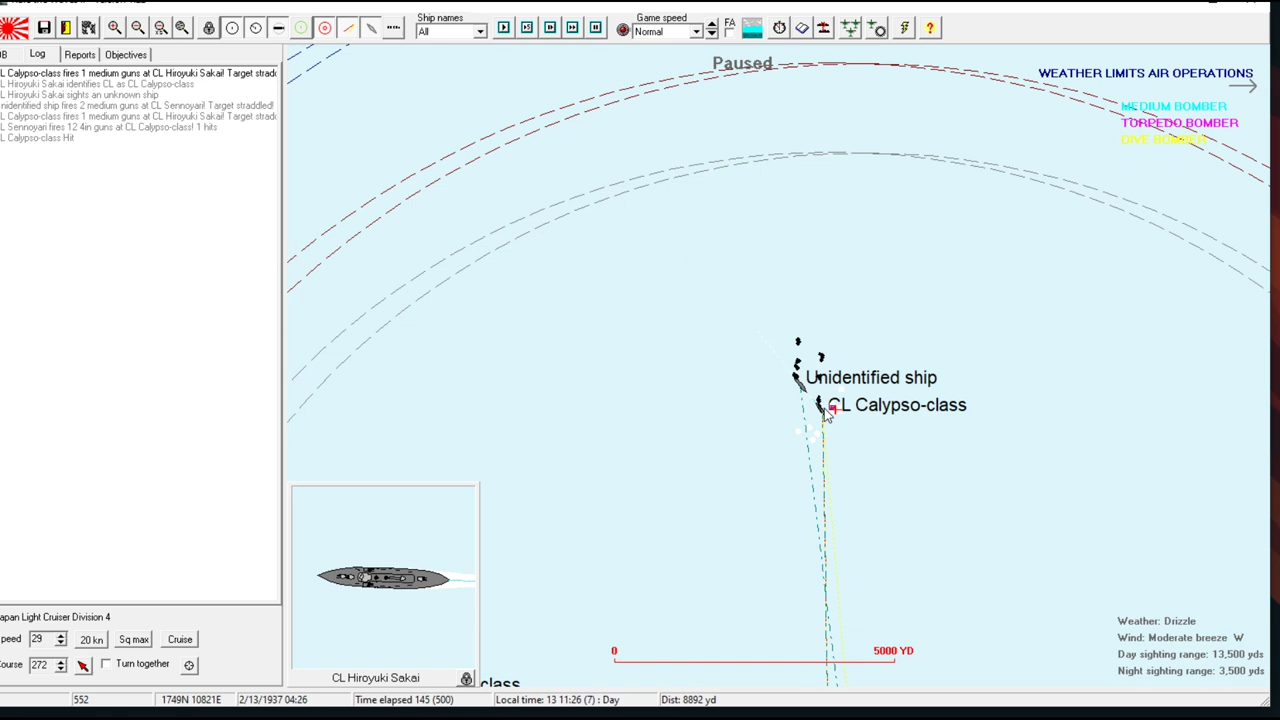 Ship names
Game speed
All
Normal
FA
OB
Log
Reports
Objectives
L Calypso-class fires 1 medium guns at CL Hiroyuki Sakai! Target stradd
L Hiroyuki Sakai identifies CL as CL Calypso-class
L Hiroyuki Sakai sights an unknown ship
nidentified ship fires 2 medium guns at CL Sennoyari! Target straddled!
L Calypso-class fires 1 medium guns at CL Hiroyuki Sakai! Target stradd
L Sennoyari fires 12 4in guns at CL Calypso-class! 1 hits
L Calypso-class Hit
Paused
WEATHER LIMITS AIR OPERATIONS
MEDIUM BOMBER
TORPEDO BOMBER
DIVE BOMBER
Unidentified ship
CL Calypso-class
CL Hiroyuki Sakai
class
0 5000 YD
Weather: Drizzle
Wind: Moderate breeze W
Day sighting range: 13,500 yds
Night sighting range: 3,500 yds
apan Light Cruiser Division 4
peed 29 20 kn Sq max Cruise
Course 272 Turn together
552 1749N 10821E 2/13/1937 04:26 Time elapsed 145 (500) Local time: 13 11:26 (7) : Day Dist: 8892 yd